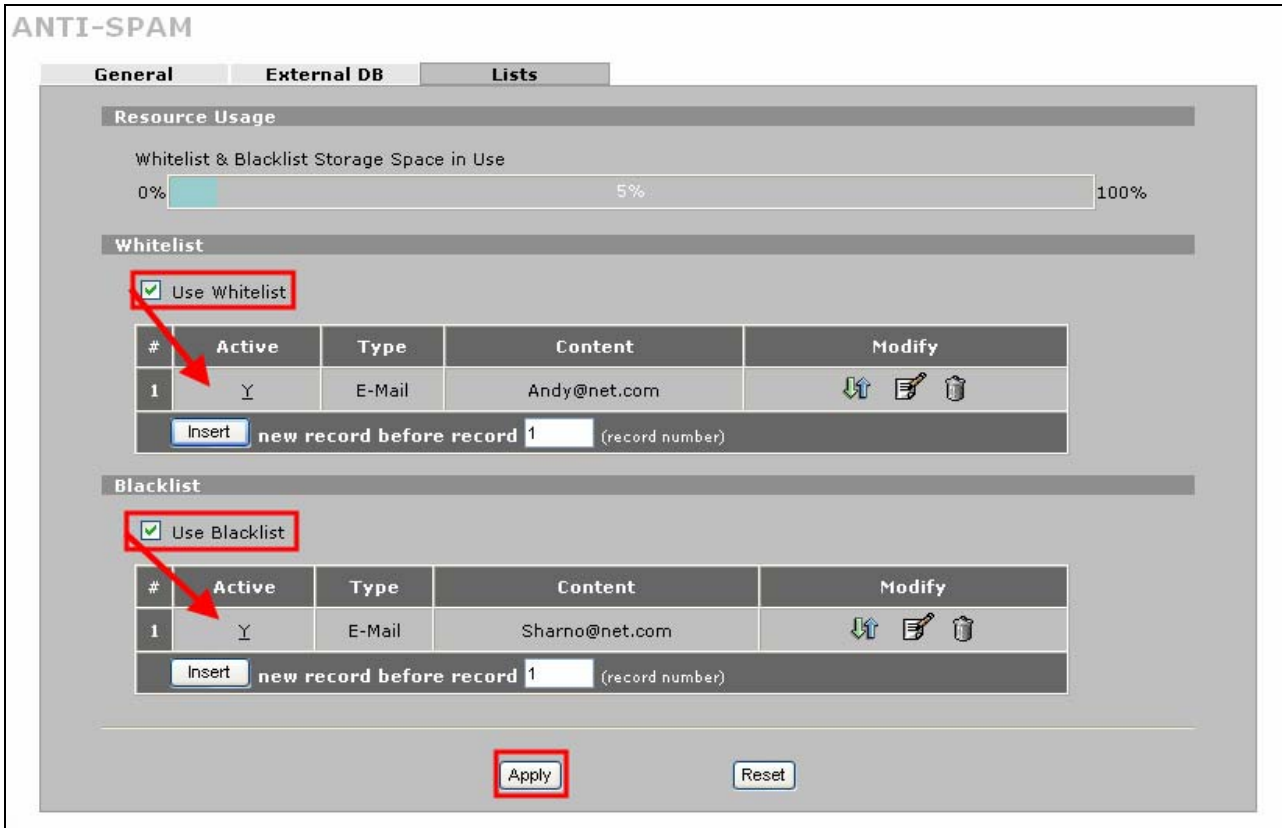 ANTI-SPAM
General External DB Lists
Resource Usage
Whitelist & Blacklist Storage Space in Use
0% 5% 100%
Whitelist
Use Whitelist
# Active Type Content Modify
1 Y E-Mail Andy@net.com
Insert new record before record 1 (record number)
Blacklist
Use Blacklist
# Active Type Content Modify
1 Y E-Mail Sharno@net.com
Insert new record before record 1 (record number)
Apply Reset